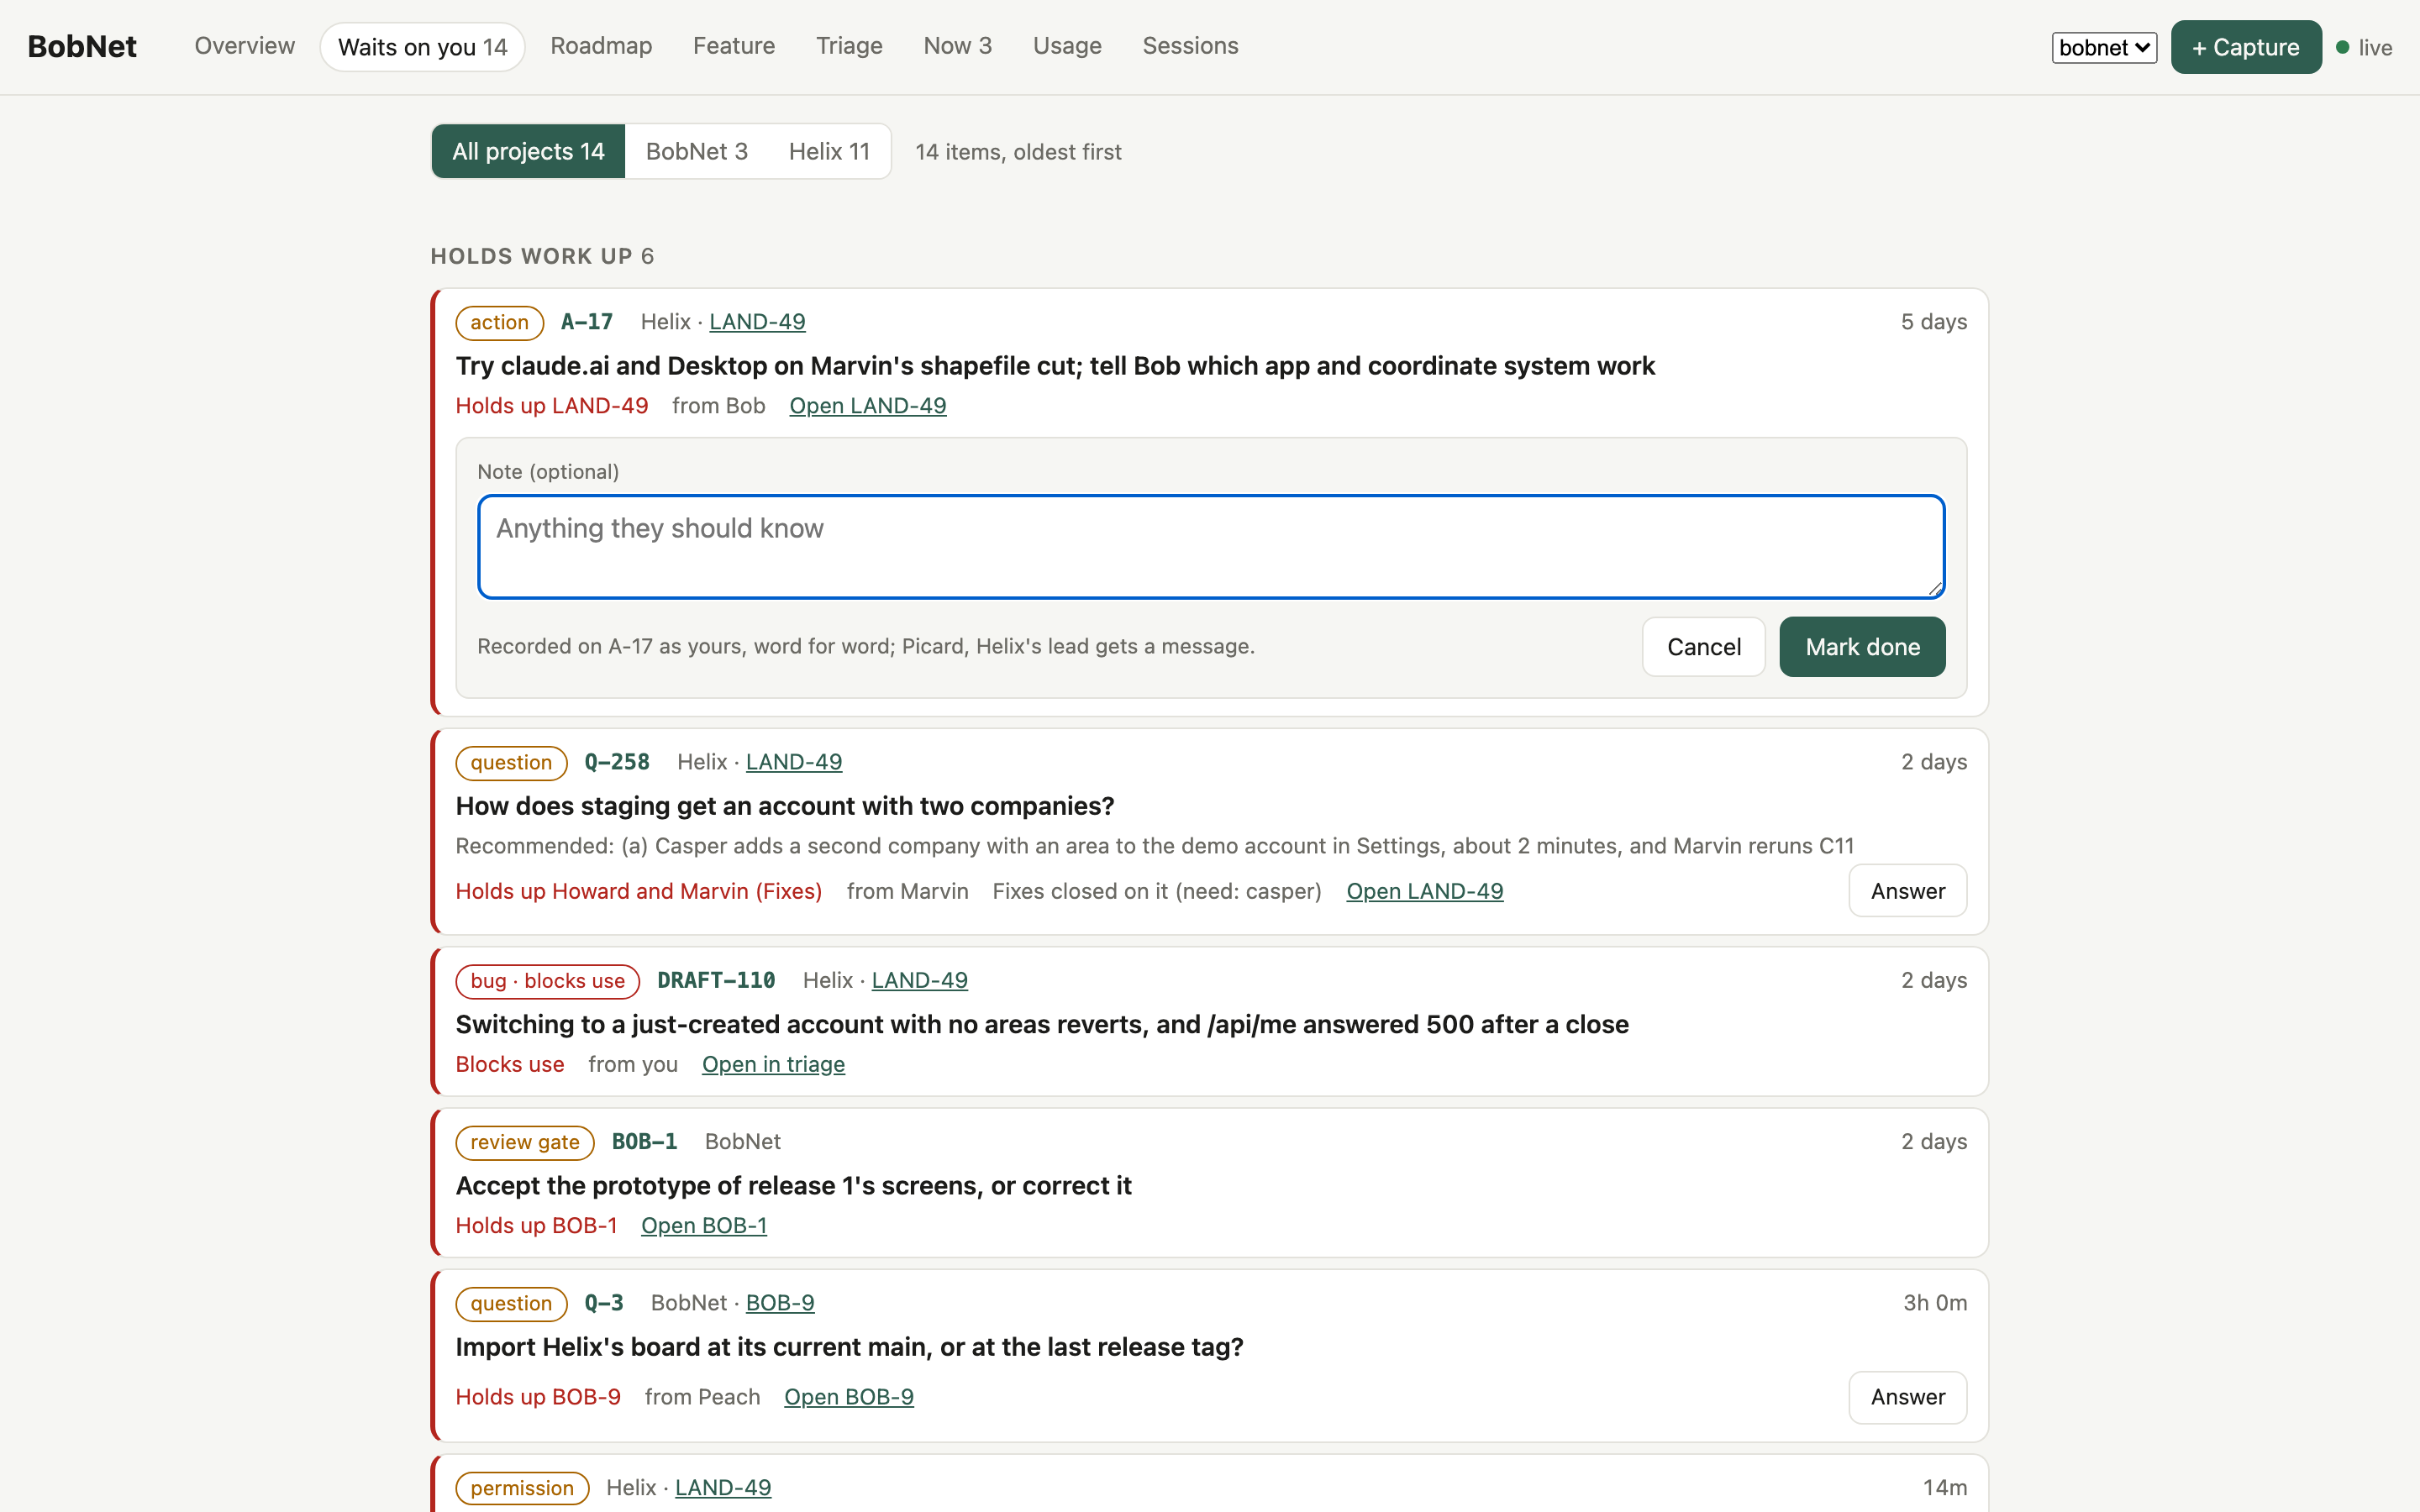 BobNet Overview Waits on you 14 Roadmap Feature Triage Now 3 Usage Sessions bobnet + Capture live
All projects 14 BobNet 3 Helix 11 14 items, oldest first
HOLDS WORK UP 6
action A-17 Helix · LAND-49 5 days
Try claude.ai and Desktop on Marvin's shapefile cut; tell Bob which app and coordinate system work
Holds up LAND-49 from Bob Open LAND-49
Note (optional)
Anything they should know
Recorded on A-17 as yours, word for word; Picard, Helix's lead gets a message. Cancel Mark done
question Q-258 Helix · LAND-49 2 days
How does staging get an account with two companies?
Recommended: (a) Casper adds a second company with an area to the demo account in Settings, about 2 minutes, and Marvin reruns C11
Holds up Howard and Marvin (Fixes) from Marvin Fixes closed on it (need: casper) Open LAND-49 Answer
bug · blocks use DRAFT-110 Helix · LAND-49 2 days
Switching to a just-created account with no areas reverts, and /api/me answered 500 after a close
Blocks use from you Open in triage
review gate BOB-1 BobNet 2 days
Accept the prototype of release 1's screens, or correct it
Holds up BOB-1 Open BOB-1
question Q-3 BobNet · BOB-9 3h 0m
Import Helix's board at its current main, or at the last release tag?
Holds up BOB-9 from Peach Open BOB-9 Answer
permission Helix · LAND-49 14m